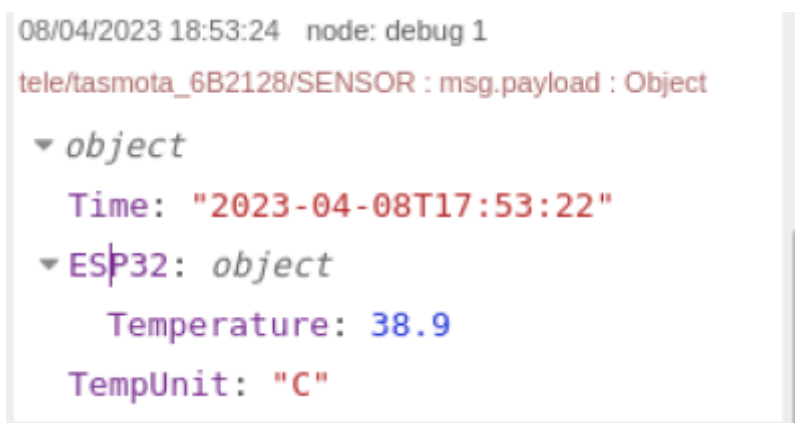 08/04/2023 18:53:24 node: debug 1
tele/tasmota_6B2128/SENSOR : msg.payload : Object
object
Time: "2023-04-08T17:53:22"
ESP32: object
Temperature: 38.9
TempUnit: "C"